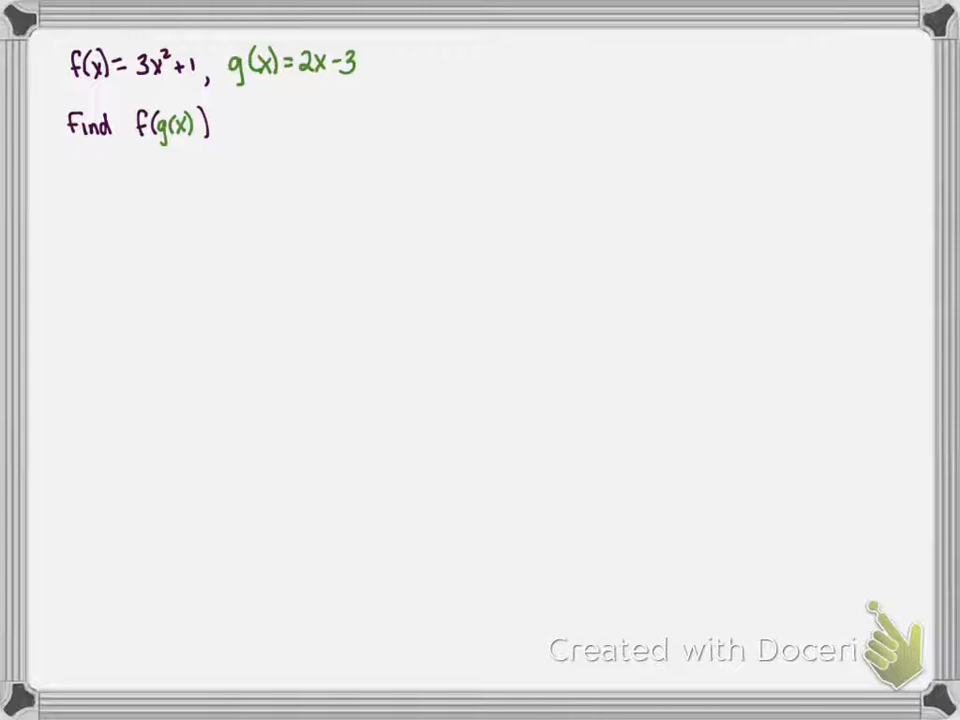 f(x) = 3x² + 1, g(x) = 2x - 3
Find f(g(x))
Created with Doceri